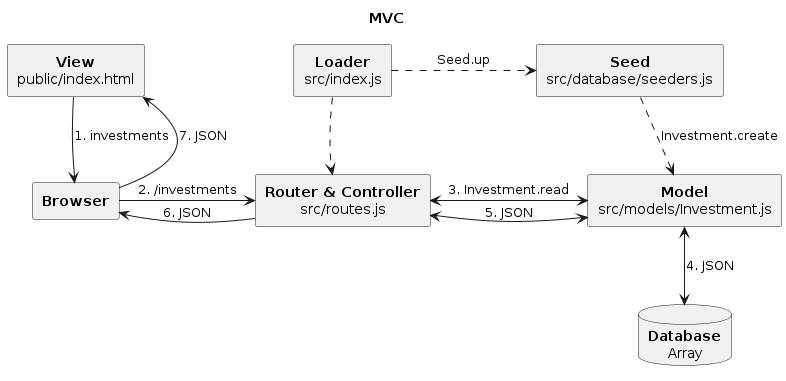 MVC
View
public/index.html
Loader
src/index.js
Seed.up
Seed
src/database/seeders.js
1. investments
7. JSON
Investment.create
Browser
2. /investments
6. JSON
Router & Controller
src/routes.js
3. Investment.read
5. JSON
Model
src/models/Investment.js
4. JSON
Database
Array